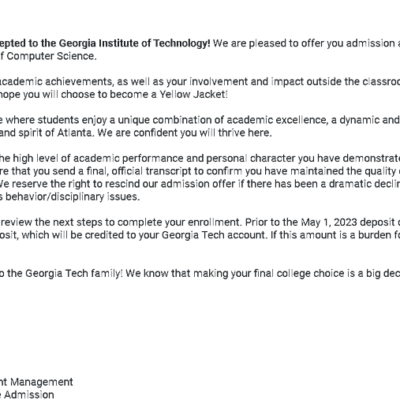 epted to the Georgia Institute of Technology! We are pleased to offer you admission a
f Computer Science.
academic achievements, as well as your involvement and impact outside the classroo
hope you will choose to become a Yellow Jacket!
e where students enjoy a unique combination of academic excellence, a dynamic and
and spirit of Atlanta. We are confident you will thrive here.
he high level of academic performance and personal character you have demonstrate
re that you send a final, official transcript to confirm you have maintained the quality o
We reserve the right to rescind our admission offer if there has been a dramatic declin
s behavior/disciplinary issues.
review the next steps to complete your enrollment. Prior to the May 1, 2023 deposit d
osit, which will be credited to your Georgia Tech account. If this amount is a burden fo
o the Georgia Tech family! We know that making your final college choice is a big dec
nt Management
e Admission